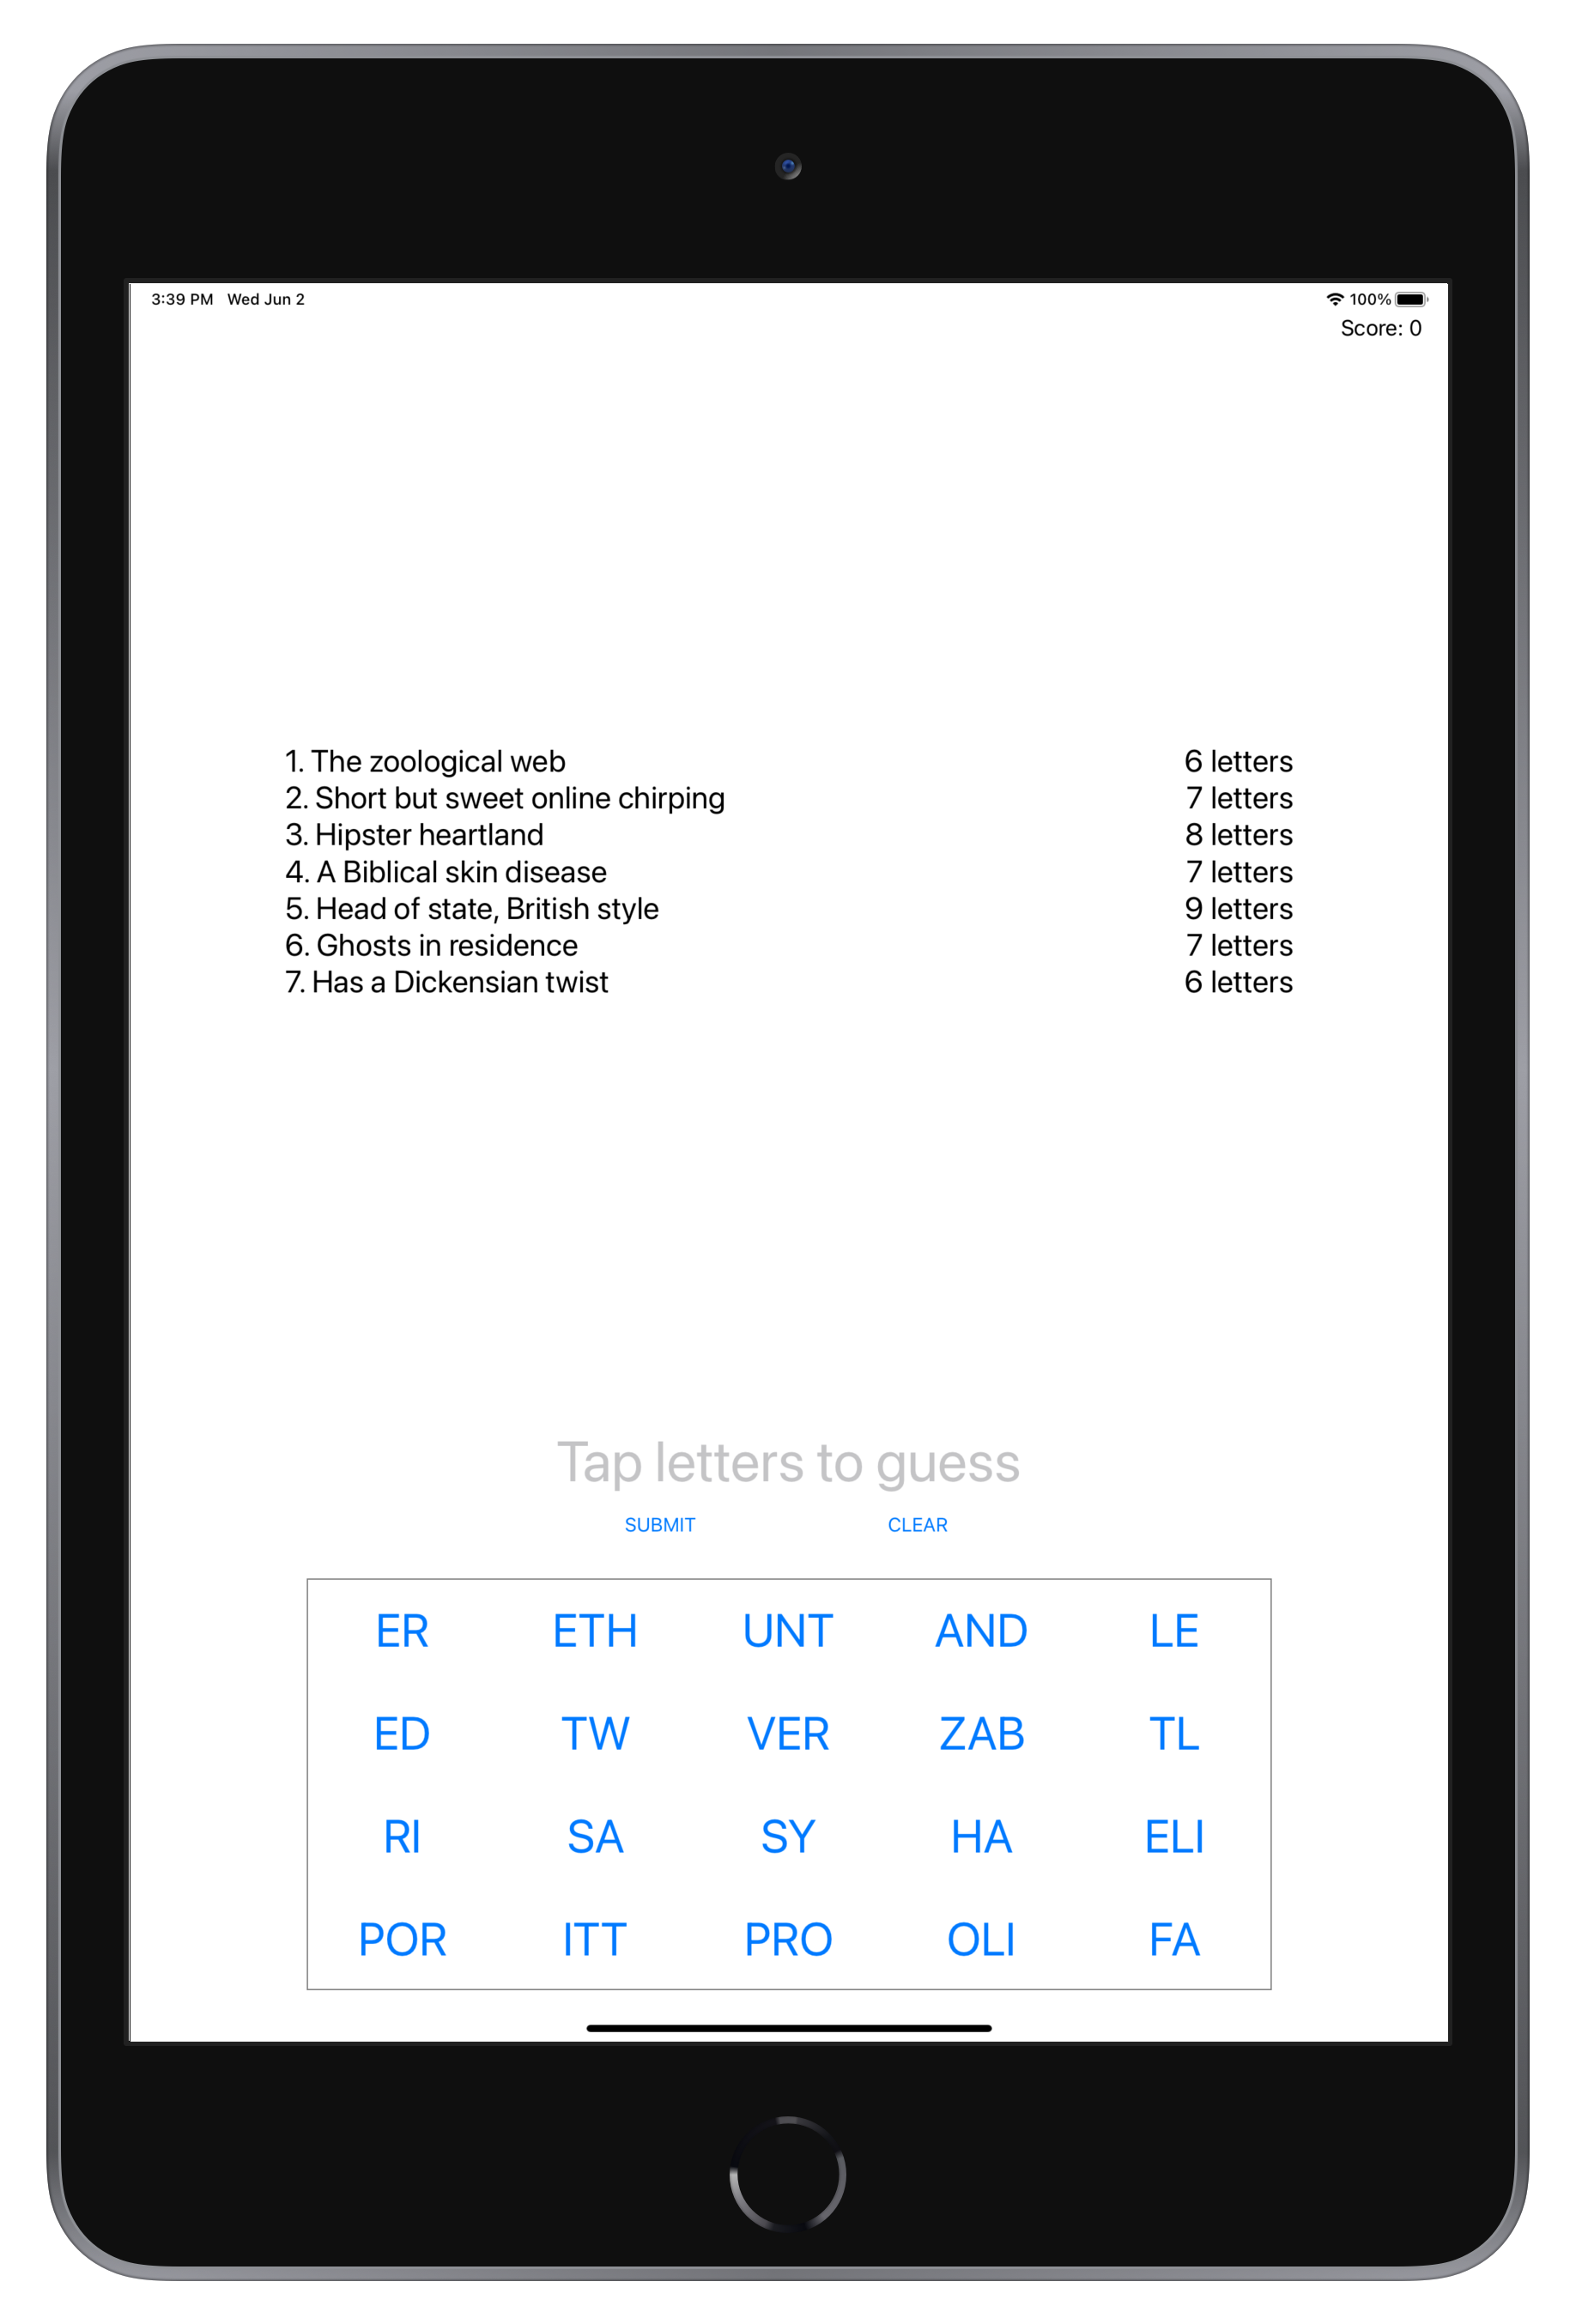 3:39 PM Wed Jun 2 100%
Score: 0
1. The zoological web 6 letters
2. Short but sweet online chirping 7 letters
3. Hipster heartland 8 letters
4. A Biblical skin disease 7 letters
5. Head of state, British style 9 letters
6. Ghosts in residence 7 letters
7. Has a Dickensian twist 6 letters
Tap letters to guess
SUBMIT CLEAR
ER ETH UNT AND LE
ED TW VER ZAB TL
RI SA SY HA ELI
POR ITT PRO OLI FA